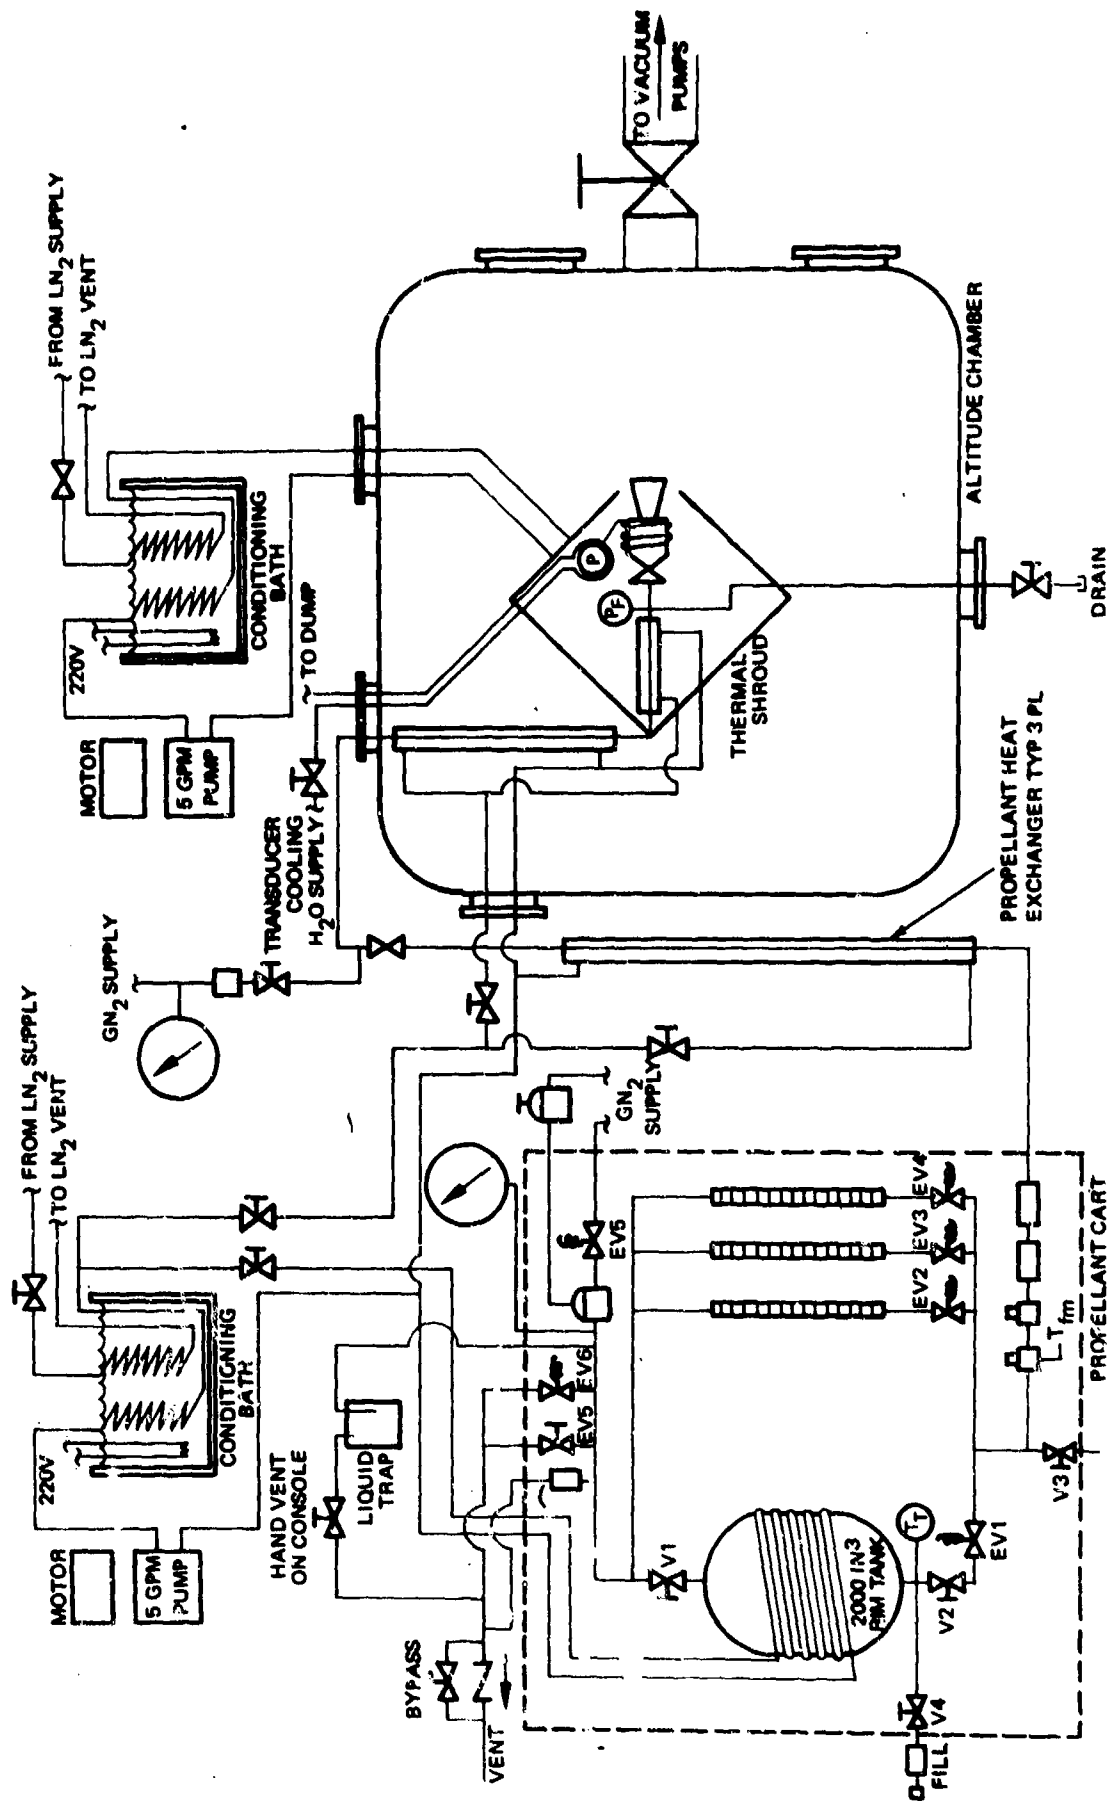 FROM LN2 SUPPLY
TO LN2 VENT
220V
CONDITIONING
BATH
MOTOR
5 GPM
PUMP
FROM LN2 SUPPLY
TO LN2 VENT
220V
CONDITIONING
BATH
MOTOR
5 GPM
PUMP
GN2 SUPPLY
TRANSDUCER
COOLING
H2O SUPPLY
TO DUMP
TO VACUUM
PUMPS
P
PF
THERMAL
SHROUD
ALTITUDE CHAMBER
DRAIN
PROPELLANT HEAT
EXCHANGER TYP 3 PL
HAND VENT
ON CONSOLE
LIQUID
TRAP
BYPASS
VENT
GN2
SUPPLY
EV5
EV6
EV5
EV2
EV3
EV4
V1
2000 IN3
RIM TANK
TT
V2
EV1
V3
V4
FILL
Tfm
PROPELLANT CART